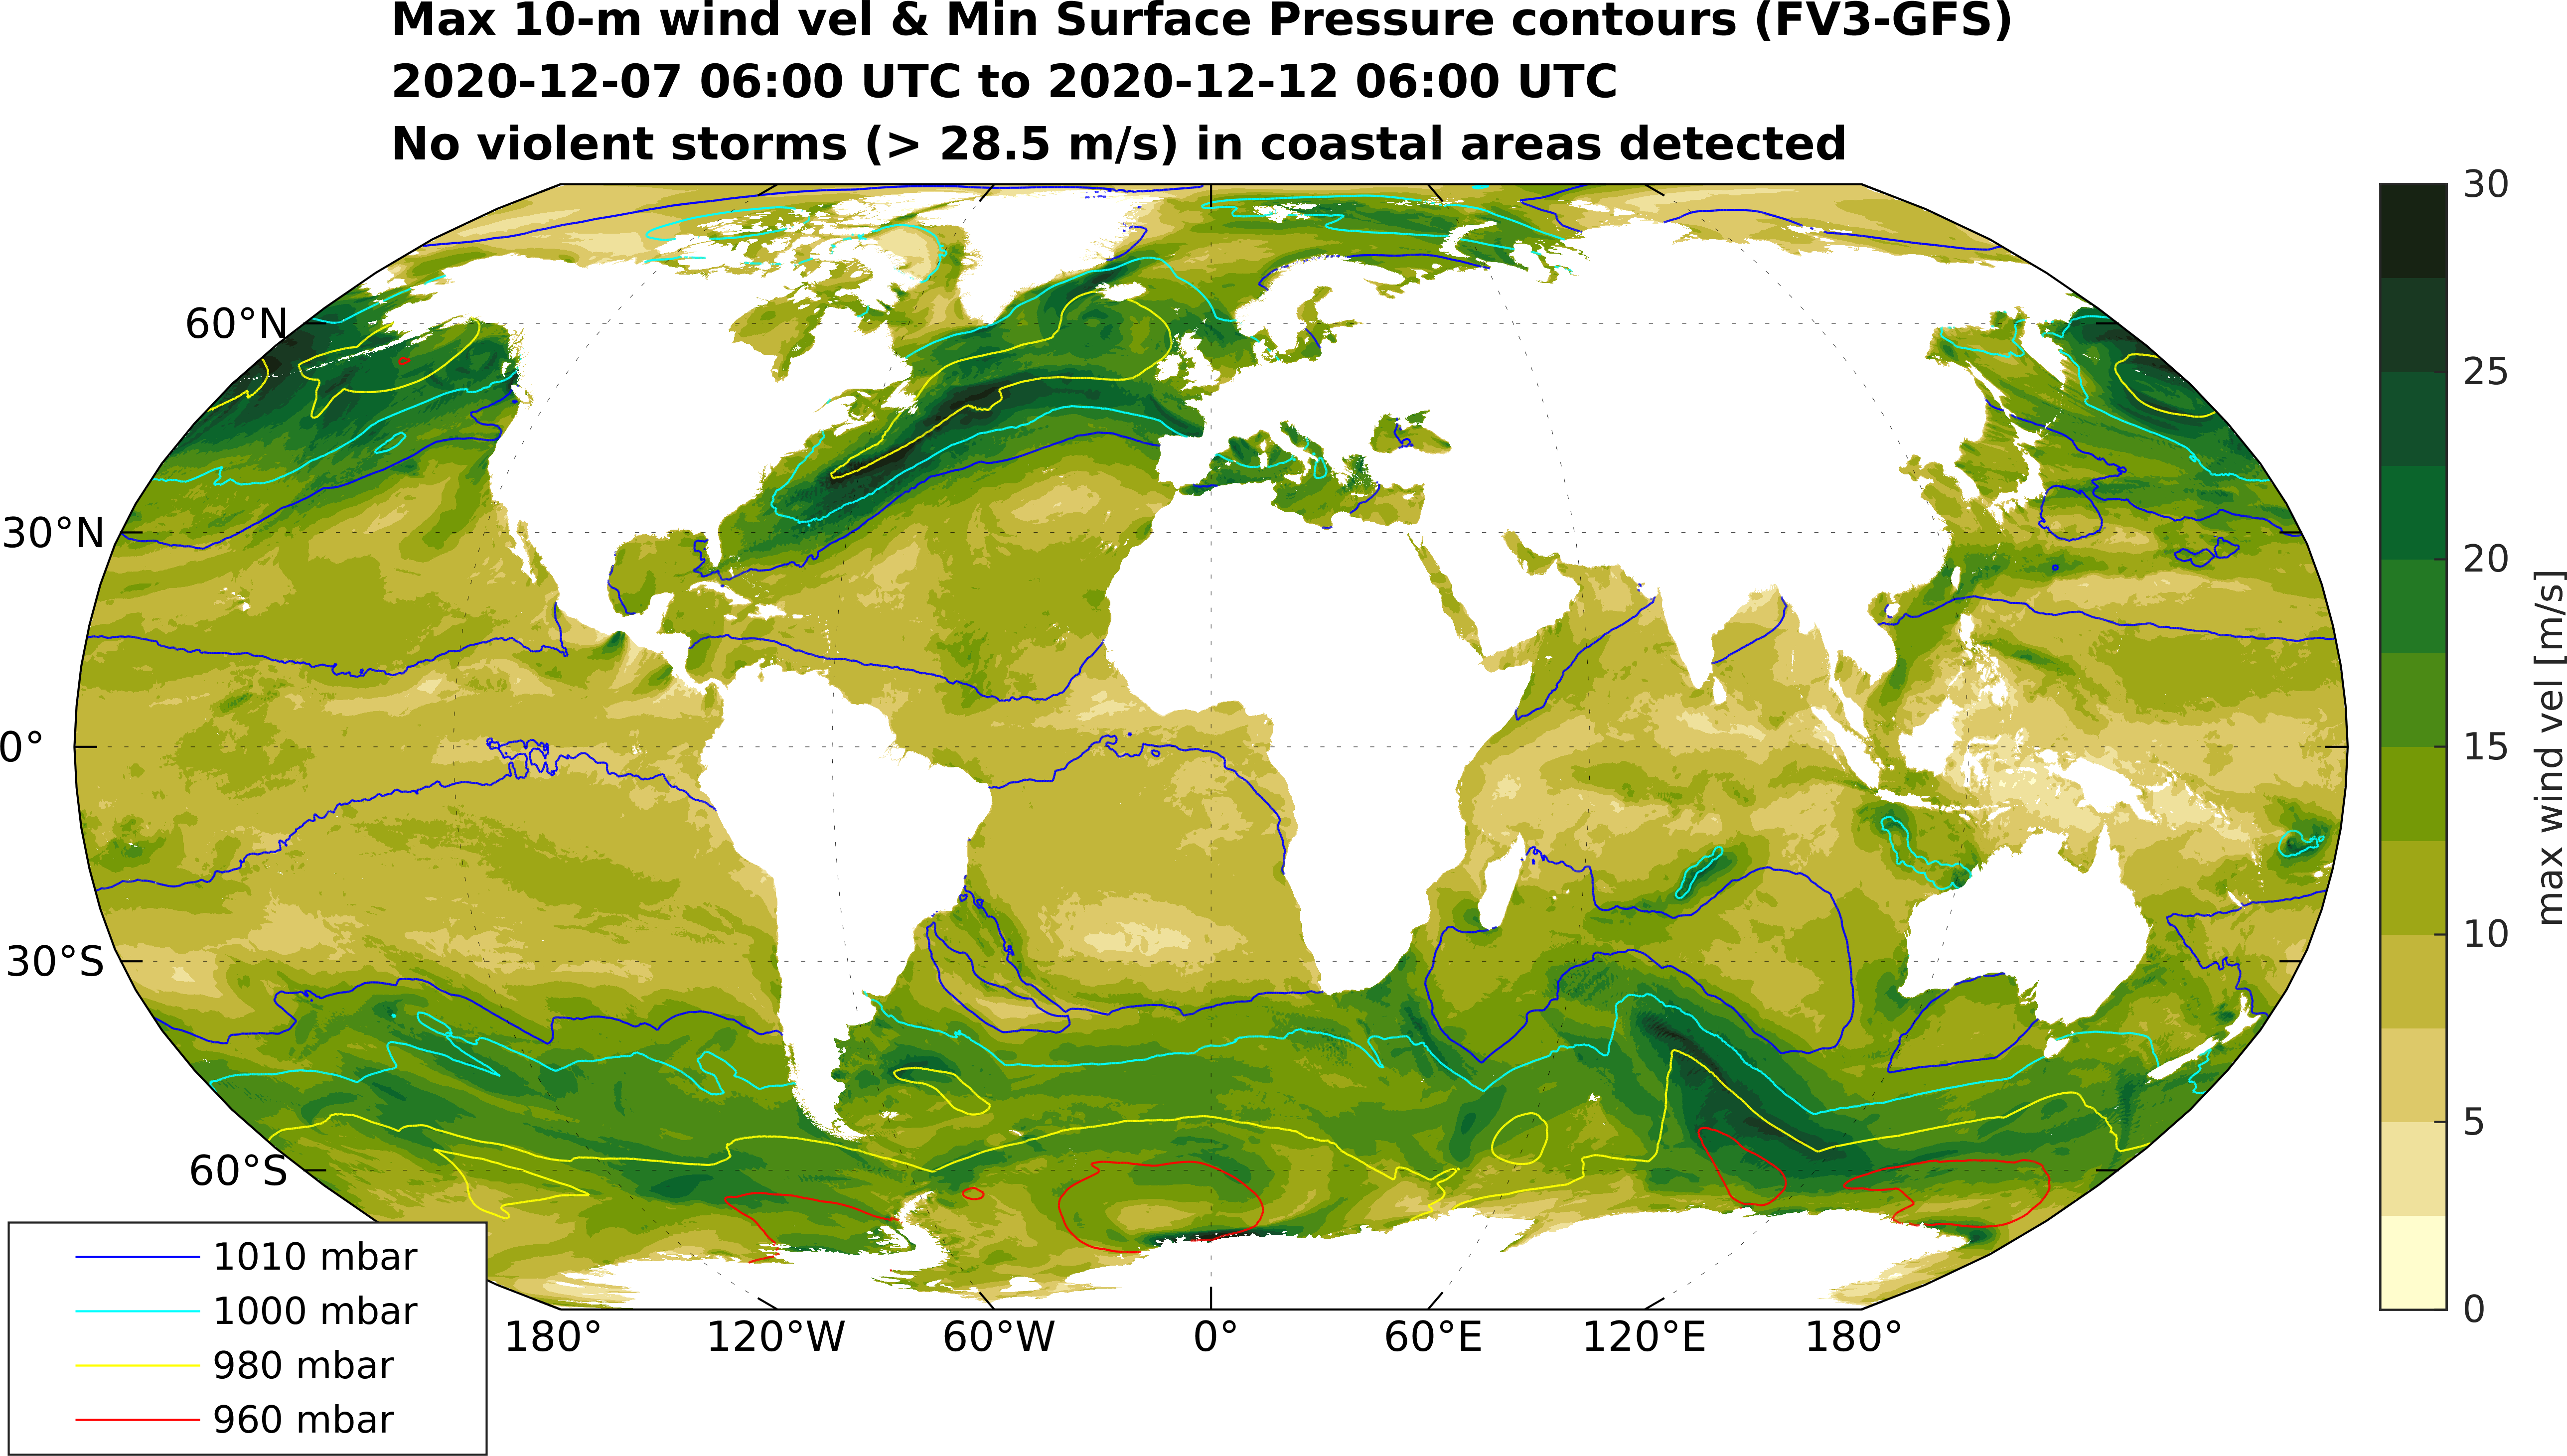 Max 10-m wind vel & Min Surface Pressure contours (FV3-GFS)
2020-12-07 06:00 UTC to 2020-12-12 06:00 UTC
No violent storms (> 28.5 m/s) in coastal areas detected
60°N
30°N
0°
30°S
60°S
180°
120°W
60°W
0°
60°E
120°E
180°
1010 mbar
1000 mbar
980 mbar
960 mbar
30
25
20
15
10
5
0
max wind vel [m/s]